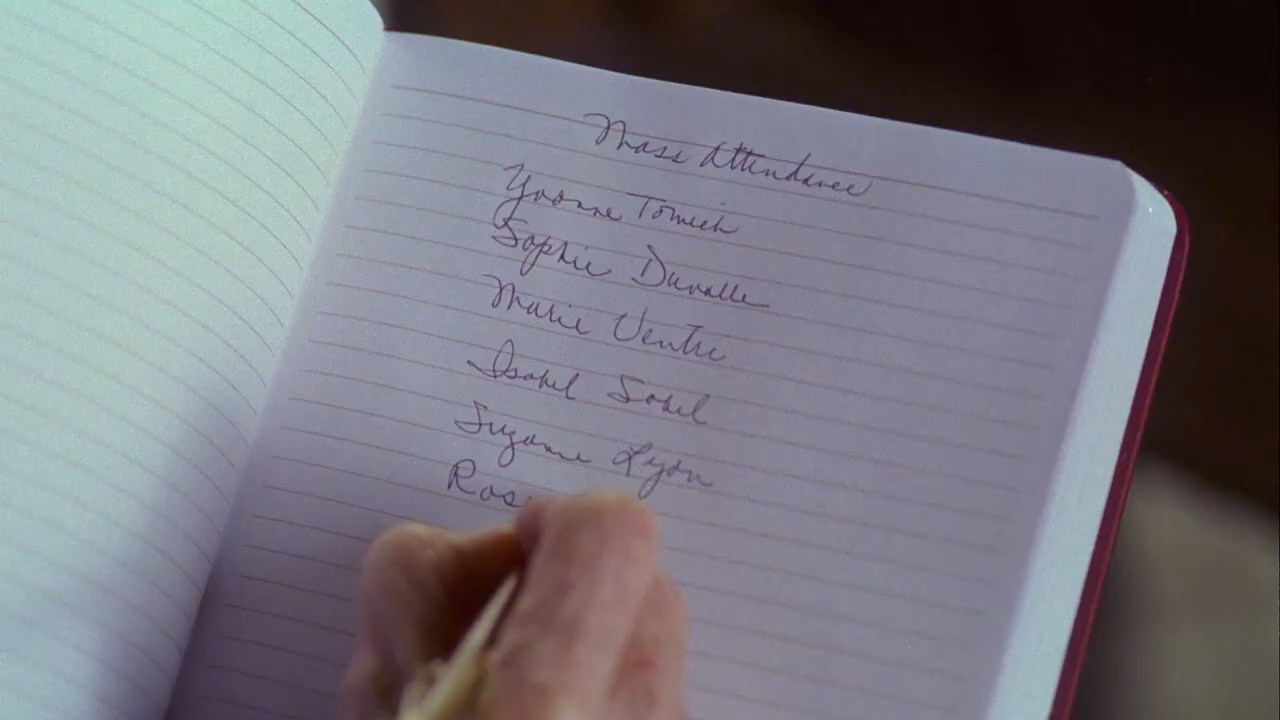 Mass Attendance
Yvonne Tomich
Sophie Duvalle
Marie Ventre
Isabel Sobel
Suzanne Lyon
Ros